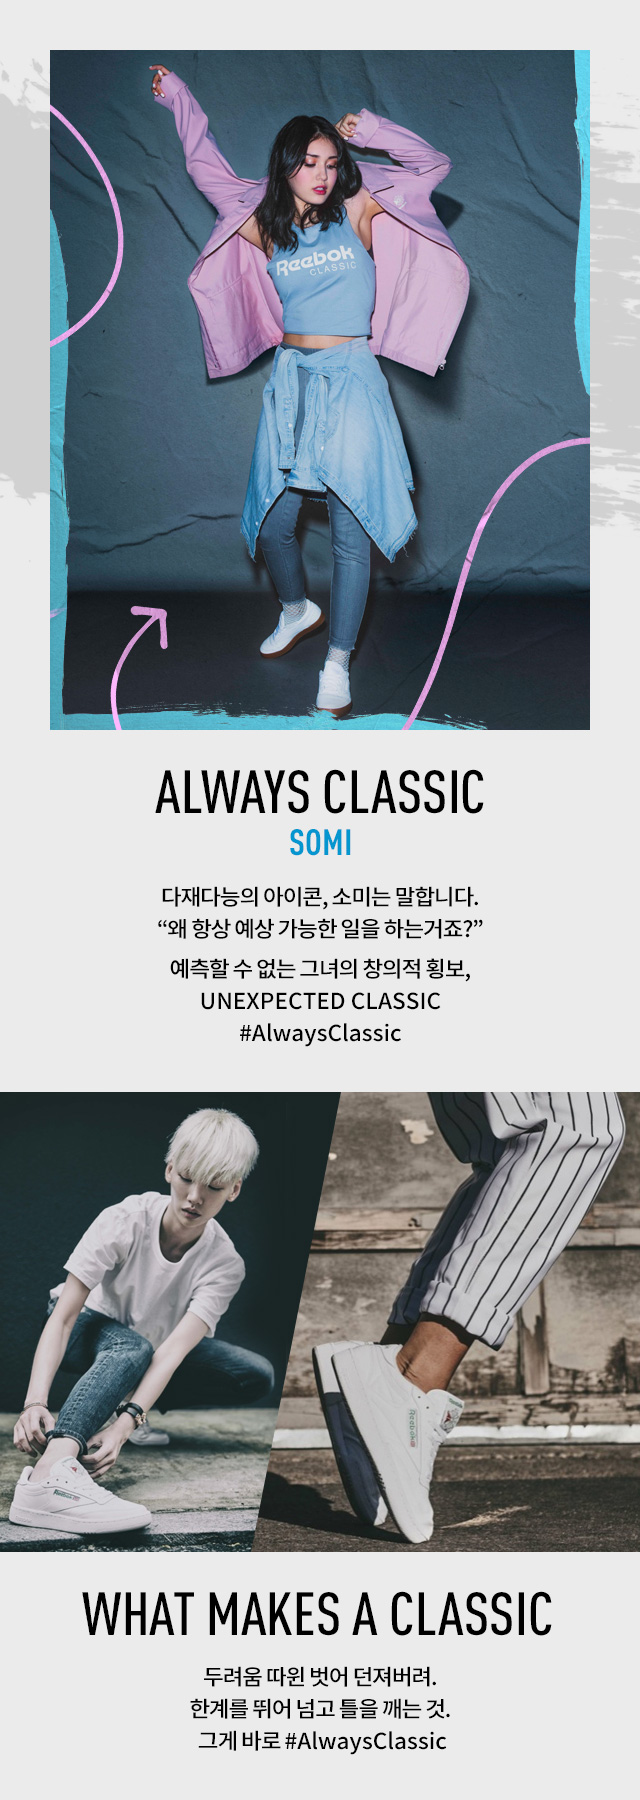 Reebok
CLASSIC
ALWAYS CLASSIC
SOMI
다재다능의 아이콘, 소미는 말합니다.
“왜 항상 예상 가능한 일을 하는거죠?”
예측할 수 없는 그녀의 창의적 횡보,
UNEXPECTED CLASSIC
#AlwaysClassic
Reebok
WHAT MAKES A CLASSIC
두려움 따윈 벗어 던져버려.
한계를 뛰어 넘고 틀을 깨는 것.
그게 바로 #AlwaysClassic